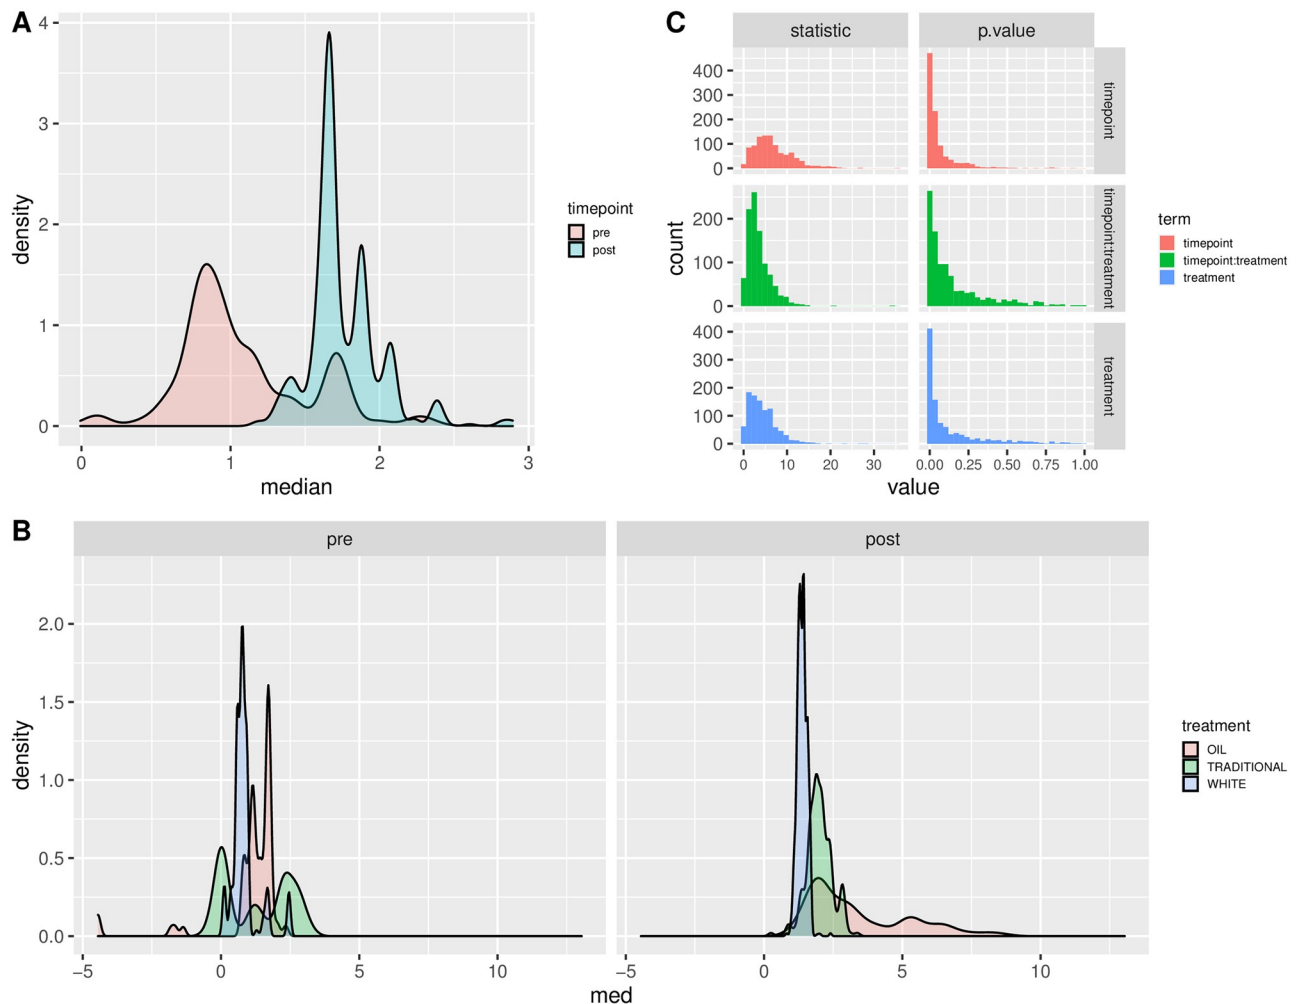 A
4
3
2
1
0
density
0 1 2 3
median
timepoint
pre
post
C
statistic p.value
400
300
200
100
0
timepoint
200
100
0
timepoint:treatment
400
300
200
100
0
treatment
count
0 10 20 30 0.00 0.25 0.50 0.75 1.00
value
term
timepoint
timepoint:treatment
treatment
B
pre post
2.0
1.5
1.0
0.5
0.0
density
−5 0 5 10 −5 0 5 10
med
treatment
OIL
TRADITIONAL
WHITE